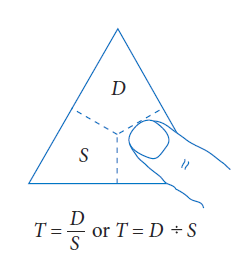 D
S
T = D/S or T = D ÷ S